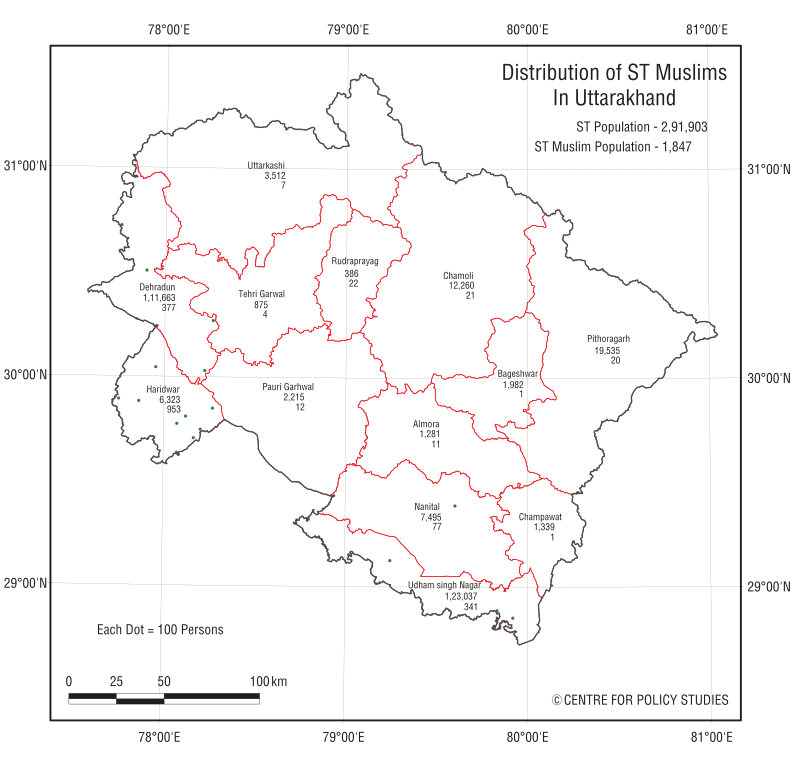 78°00'E 79°00'E 80°00'E 81°00'E
Distribution of ST Muslims
In Uttarakhand
ST Population - 2,91,903
ST Muslim Population - 1,847
31°00'N 31°00'N
Uttarkashi
3,512
7
Rudraprayag
386
22
Chamoli
12,260
21
Dehradun
1,11,663
377
Tehri Garwal
875
4
Pithoragarh
19,535
20
30°00'N 30°00'N
Bageshwar
1,982
1
Haridwar
6,323
953
Pauri Garhwal
2,215
12
Almora
1,281
11
Nanital
7,495
77
Champawat
1,339
1
29°00'N 29°00'N
Udham singh Nagar
1,23,037
341
Each Dot = 100 Persons
0 25 50 100 km
© CENTRE FOR POLICY STUDIES
78°00'E 79°00'E 80°00'E 81°00'E